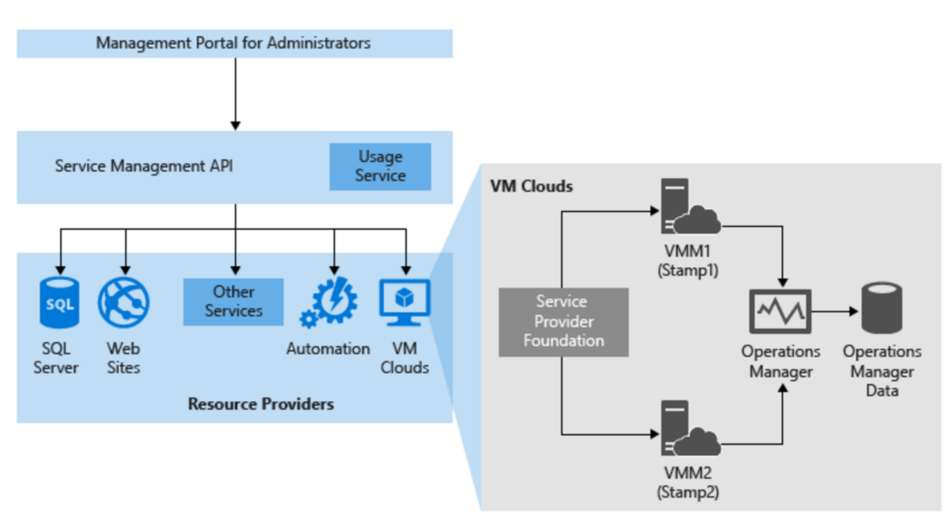 Management Portal for Administrators
Service Management API
Usage
Service
SQL
SQL
Server
Web
Sites
Other
Services
Automation
VM
Clouds
Resource Providers
VM Clouds
Service
Provider
Foundation
VMM1
(Stamp1)
VMM2
(Stamp2)
Operations
Manager
Operations
Manager
Data